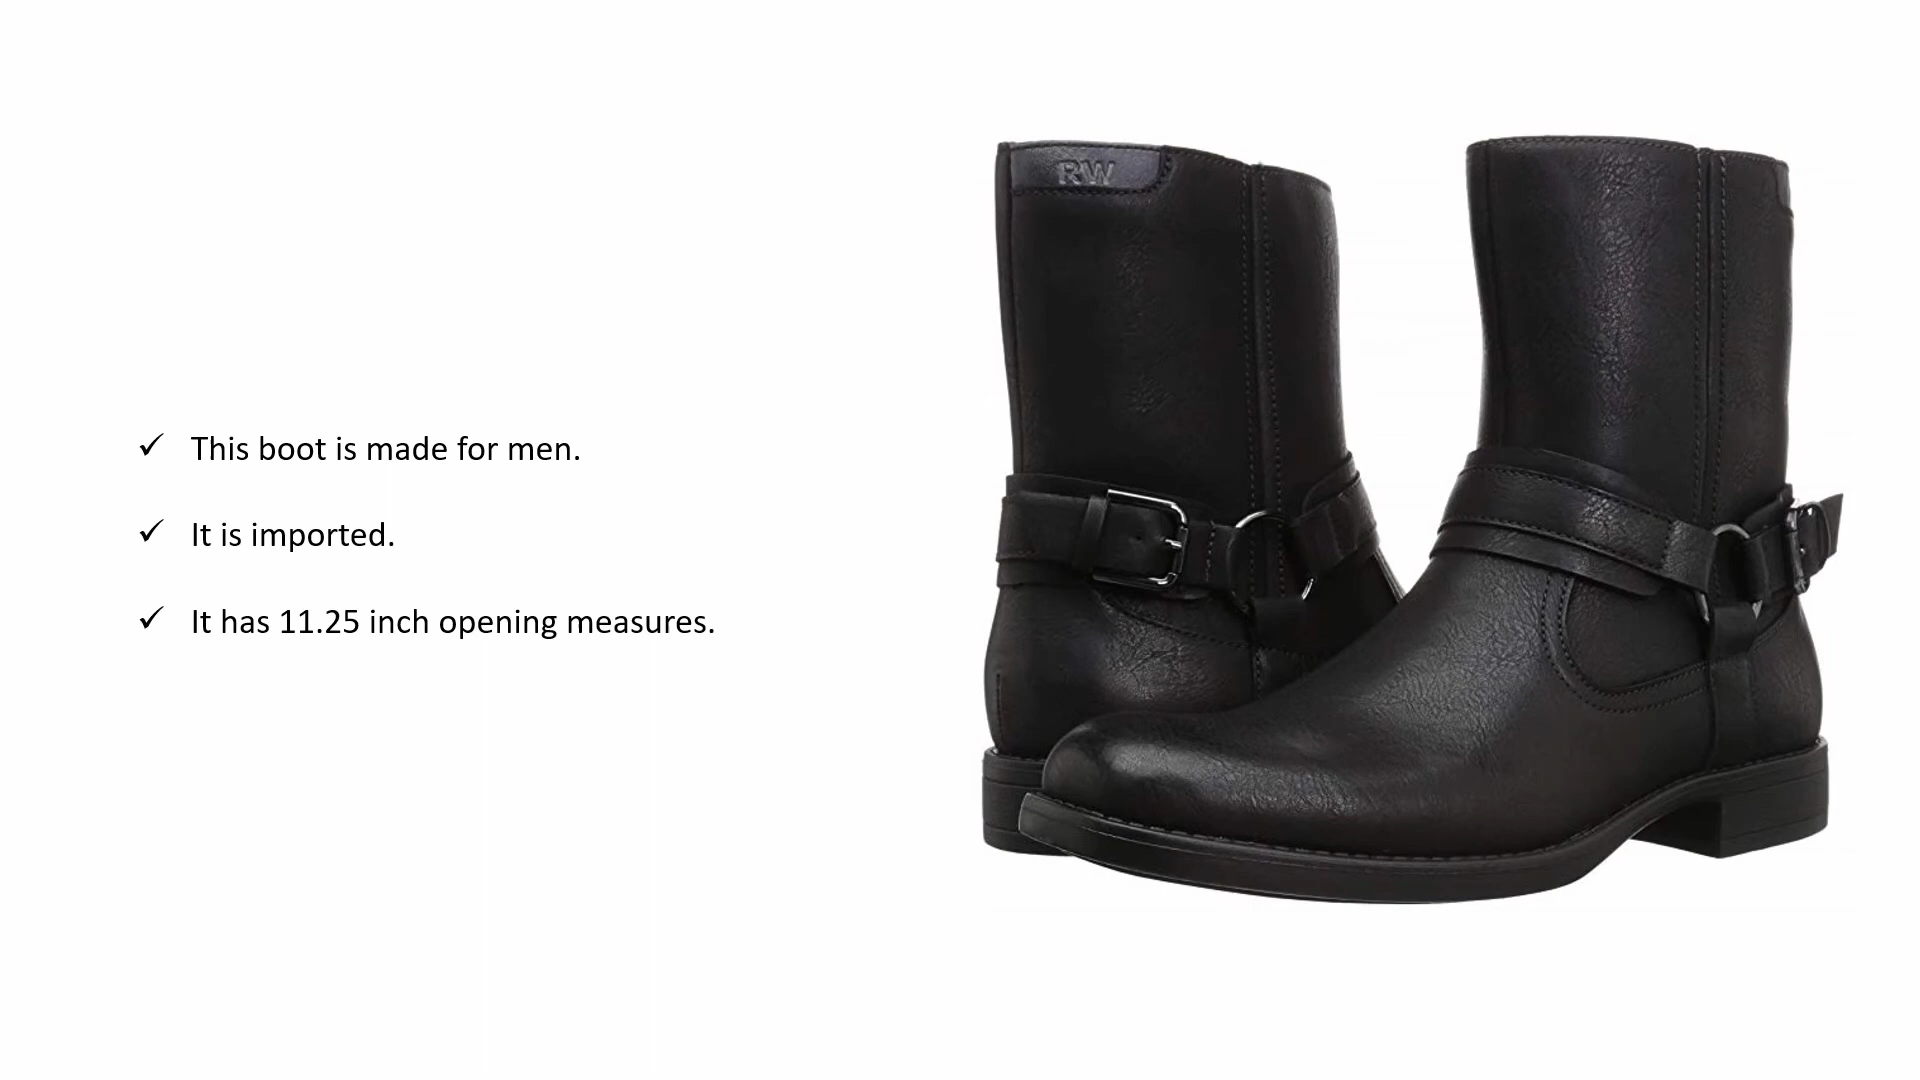 RW
✓ This boot is made for men.
✓ It is imported.
✓ It has 11.25 inch opening measures.